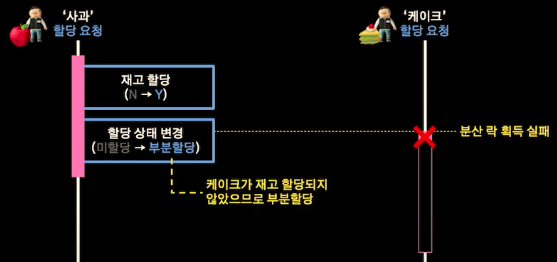 '사과'
할당 요청
'케이크'
할당 요청
재고 할당
(N → Y)
할당 상태 변경
(미할당 → 부분할당)
분산 락 획득 실패
케이크가 재고 할당되지
않았으므로 부분할당